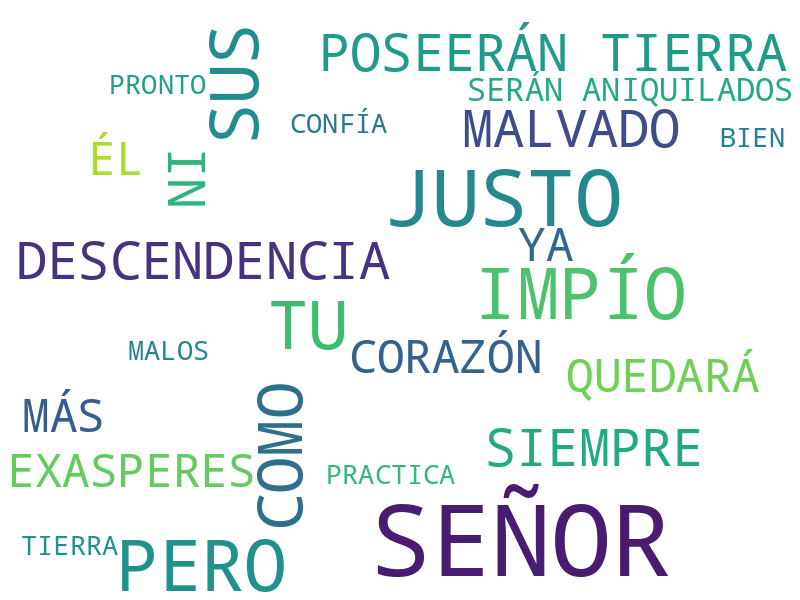 POSEERÁN TIERRA
SUS
PRONTO
SERÁN ANIQUILADOS
CONFÍA
MALVADO
BIEN
ÉL
NI
JUSTO
YA
DESCENDENCIA
IMPÍO
TU
MALOS
CORAZÓN
QUEDARÁ
MÁS
COMO
SIEMPRE
EXASPERES
PRACTICA
SEÑOR
TIERRA
PERO